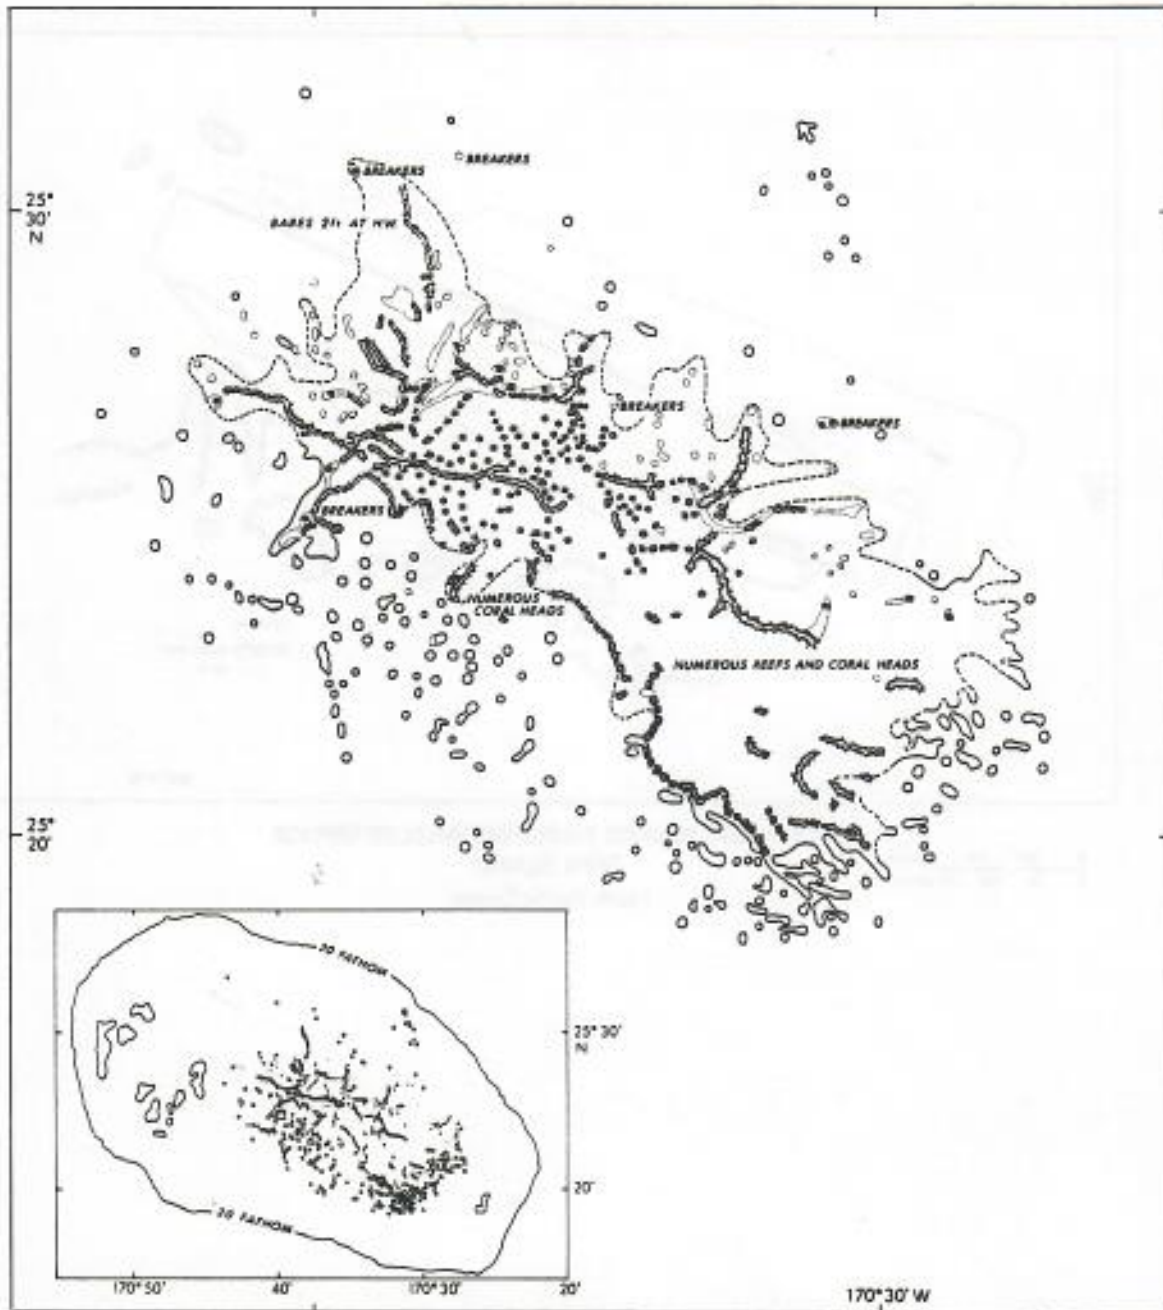 BREAKERS
BREAKERS
25°
30'
N
BARES 2ft AT HW
BREAKERS
BREAKERS
BREAKERS
NUMEROUS
CORAL HEADS
NUMEROUS REEFS AND CORAL HEADS
25°
20'
20 FATHOM
25° 30'
N
20'
20 FATHOM
170° 50'
40'
170° 30'
20'
170° 30' W